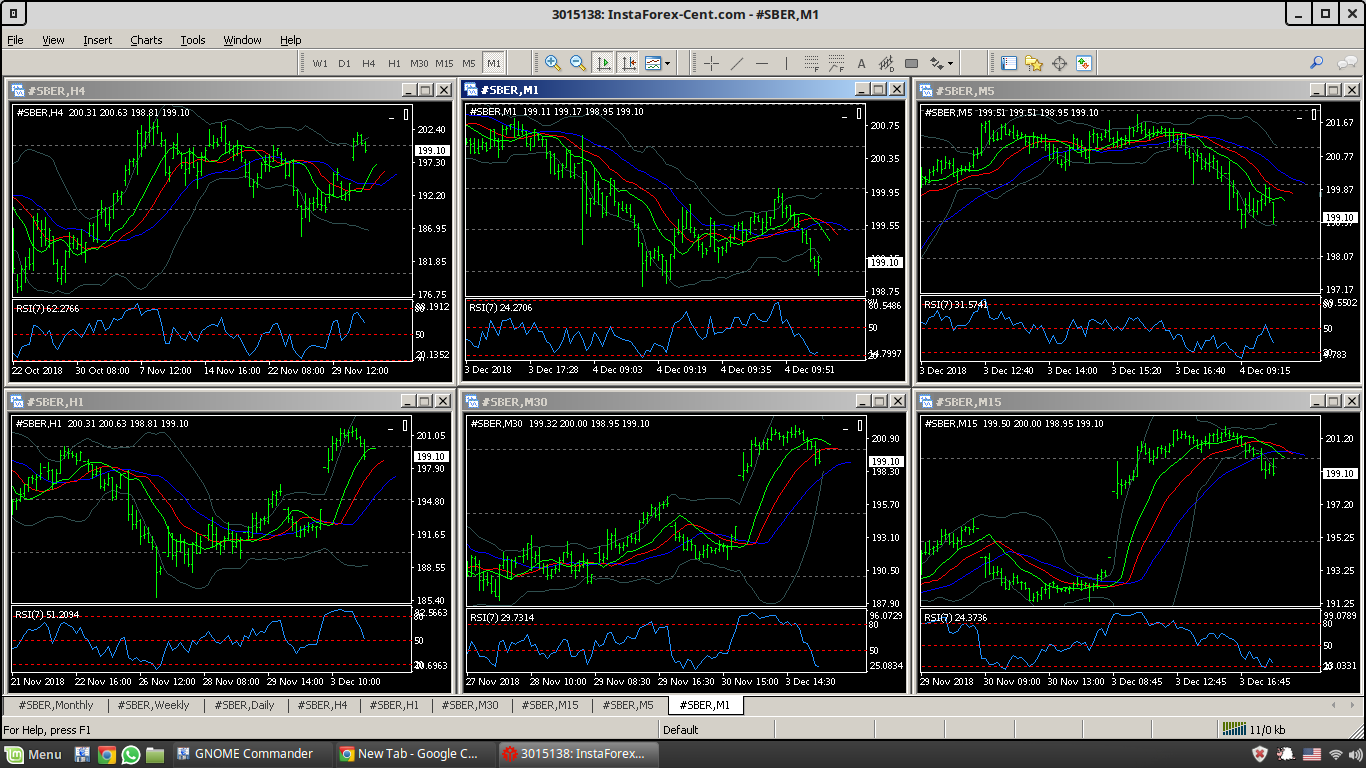 3015138: InstaForex-Cent.com - #SBER,M1
File View Insert Charts Tools Window Help
W1 D1 H4 H1 M30 M15 M5 M1
#SBER,H4
#SBER,H4 200.31 200.63 198.81 199.10
202.40
199.10
197.30
192.20
186.95
181.85
176.75
RSI(7) 62.2766
50
20.1352
22 Oct 2018 30 Oct 08:00 7 Nov 12:00 14 Nov 16:00 22 Nov 08:00 29 Nov 12:00
#SBER,M1
#SBER,M1 199.11 199.17 198.95 199.10
200.75
200.35
199.95
199.55
199.10
198.75
RSI(7) 24.2706
80.5486
50
14.7997
3 Dec 2018 3 Dec 17:28 4 Dec 09:03 4 Dec 09:19 4 Dec 09:35 4 Dec 09:51
#SBER,M5
#SBER,M5 199.51 199.51 198.95 199.10
201.67
200.77
199.87
199.10
198.07
197.17
RSI(7) 31.5741
50
3 Dec 2018 3 Dec 12:40 3 Dec 14:00 3 Dec 15:20 3 Dec 16:40 4 Dec 09:15
#SBER,H1
#SBER,H1 200.31 200.63 198.81 199.10
201.05
199.10
197.90
194.80
191.65
188.55
185.40
RSI(7) 51.2094
50
21 Nov 2018 22 Nov 16:00 26 Nov 12:00 28 Nov 08:00 29 Nov 14:00 3 Dec 10:00
#SBER,M30
#SBER,M30 199.32 200.00 198.95 199.10
200.90
199.10
198.30
195.70
193.10
190.50
187.90
RSI(7) 29.7314
96.0729
80
50
25.0834
27 Nov 2018 28 Nov 10:00 29 Nov 08:30 29 Nov 16:30 30 Nov 15:00 3 Dec 14:30
#SBER,M15
#SBER,M15 199.50 200.00 198.95 199.10
201.20
199.10
197.20
195.25
193.25
191.25
RSI(7) 24.3736
99.0789
80
50
29 Nov 2018 30 Nov 09:00 30 Nov 13:00 3 Dec 08:45 3 Dec 12:45 3 Dec 16:45
#SBER,Monthly #SBER,Weekly #SBER,Daily #SBER,H4 #SBER,H1 #SBER,M30 #SBER,M15 #SBER,M5 #SBER,M1
For Help, press F1 Default 11/0 kb
Menu GNOME Commander New Tab - Google C... 3015138: InstaForex...